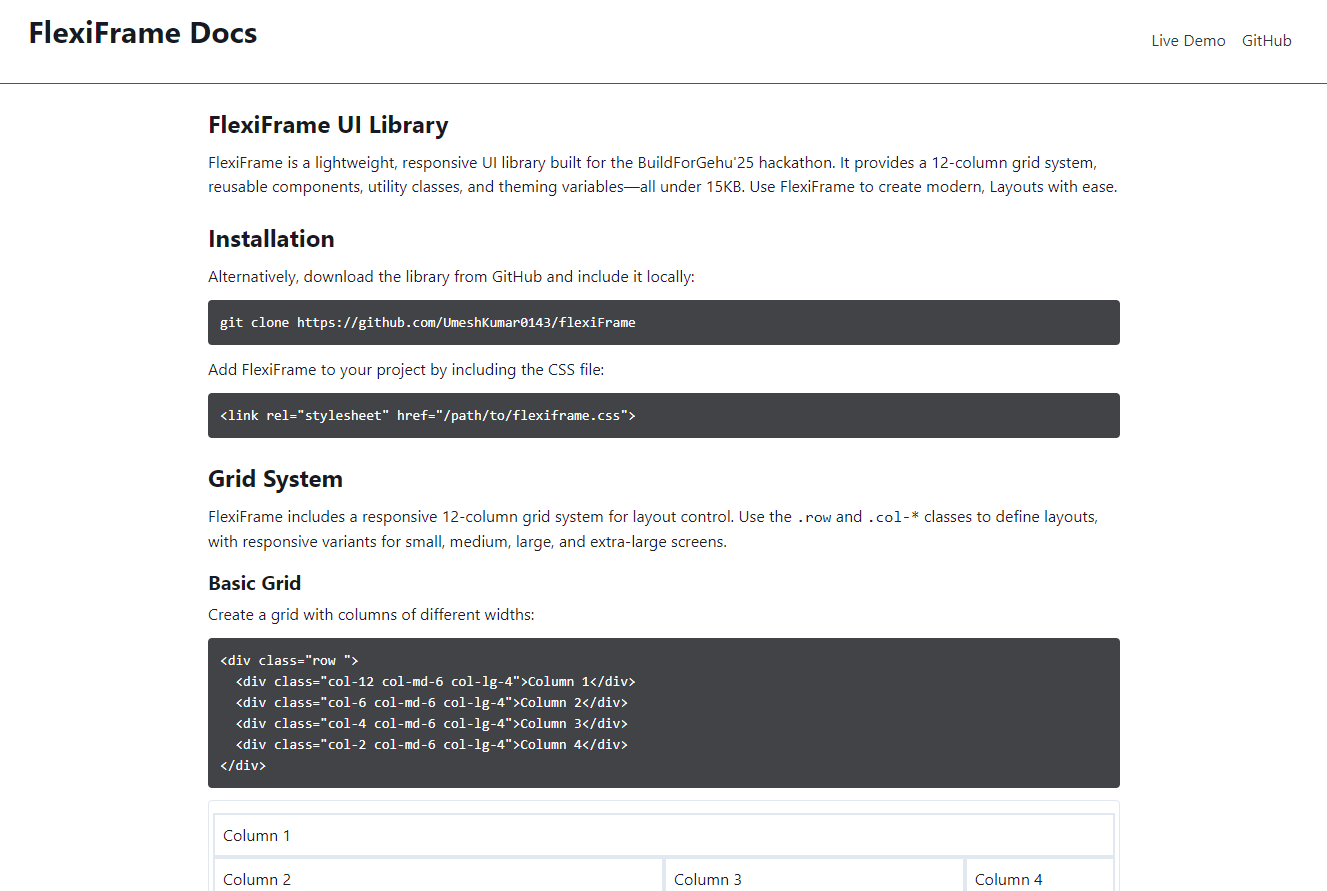 FlexiFrame Docs
Live Demo GitHub
FlexiFrame UI Library
FlexiFrame is a lightweight, responsive UI library built for the BuildForGehu'25 hackathon. It provides a 12-column grid system,
reusable components, utility classes, and theming variables—all under 15KB. Use FlexiFrame to create modern, Layouts with ease.
Installation
Alternatively, download the library from GitHub and include it locally:
git clone https://github.com/UmeshKumar0143/flexiFrame
Add FlexiFrame to your project by including the CSS file:
<link rel="stylesheet" href="/path/to/flexiframe.css">
Grid System
FlexiFrame includes a responsive 12-column grid system for layout control. Use the .row and .col-* classes to define layouts,
with responsive variants for small, medium, large, and extra-large screens.
Basic Grid
Create a grid with columns of different widths:
<div class="row ">
  <div class="col-12 col-md-6 col-lg-4">Column 1</div>
  <div class="col-6 col-md-6 col-lg-4">Column 2</div>
  <div class="col-4 col-md-6 col-lg-4">Column 3</div>
  <div class="col-2 col-md-6 col-lg-4">Column 4</div>
</div>
Column 1
Column 2 Column 3 Column 4